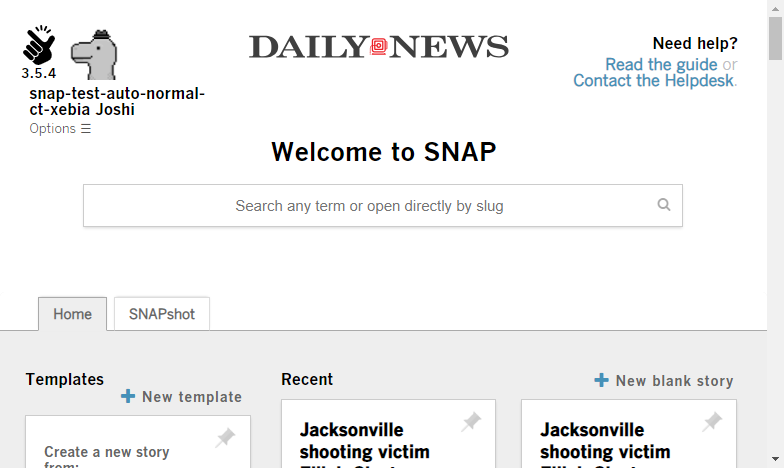 DAILY NEWS
3.5.4
snap-test-auto-normal-
ct-xebia Joshi
Options ☰
Need help?
Read the guide or
Contact the Helpdesk.
Welcome to SNAP
Search any term or open directly by slug
Home
SNAPshot
Templates
New template
Create a new story
from:
Recent
New blank story
Jacksonville
shooting victim
Jacksonville
shooting victim